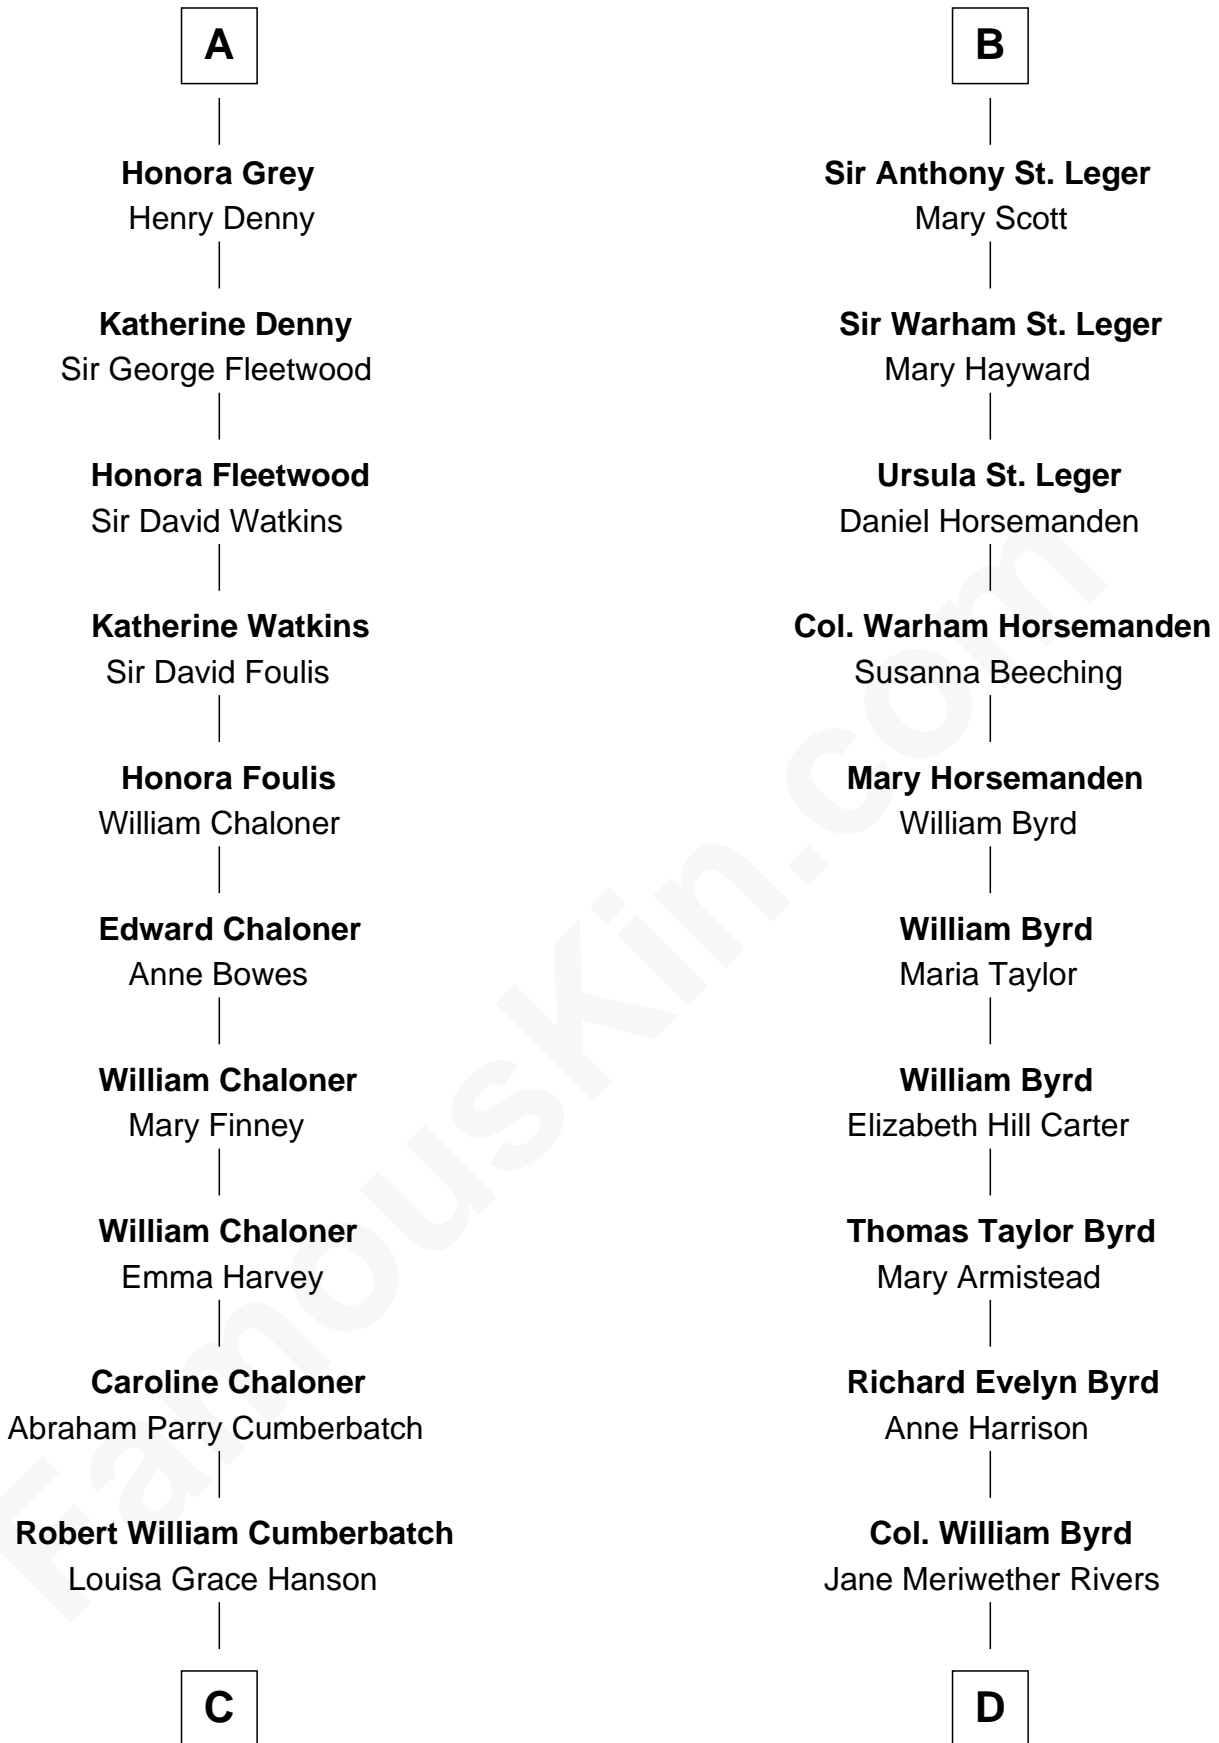 A
Honora Grey
Henry Denny
Katherine Denny
Sir George Fleetwood
Honora Fleetwood
Sir David Watkins
Katherine Watkins
Sir David Foulis
Honora Foulis
William Chaloner
Edward Chaloner
Anne Bowes
William Chaloner
Mary Finney
William Chaloner
Emma Harvey
Caroline Chaloner
Abraham Parry Cumberbatch
Robert William Cumberbatch
Louisa Grace Hanson
C
B
Sir Anthony St. Leger
Mary Scott
Sir Warham St. Leger
Mary Hayward
Ursula St. Leger
Daniel Horsemanden
Col. Warham Horsemanden
Susanna Beeching
Mary Horsemanden
William Byrd
William Byrd
Maria Taylor
William Byrd
Elizabeth Hill Carter
Thomas Taylor Byrd
Mary Armistead
Richard Evelyn Byrd
Anne Harrison
Col. William Byrd
Jane Meriwether Rivers
D
FamousKin.com